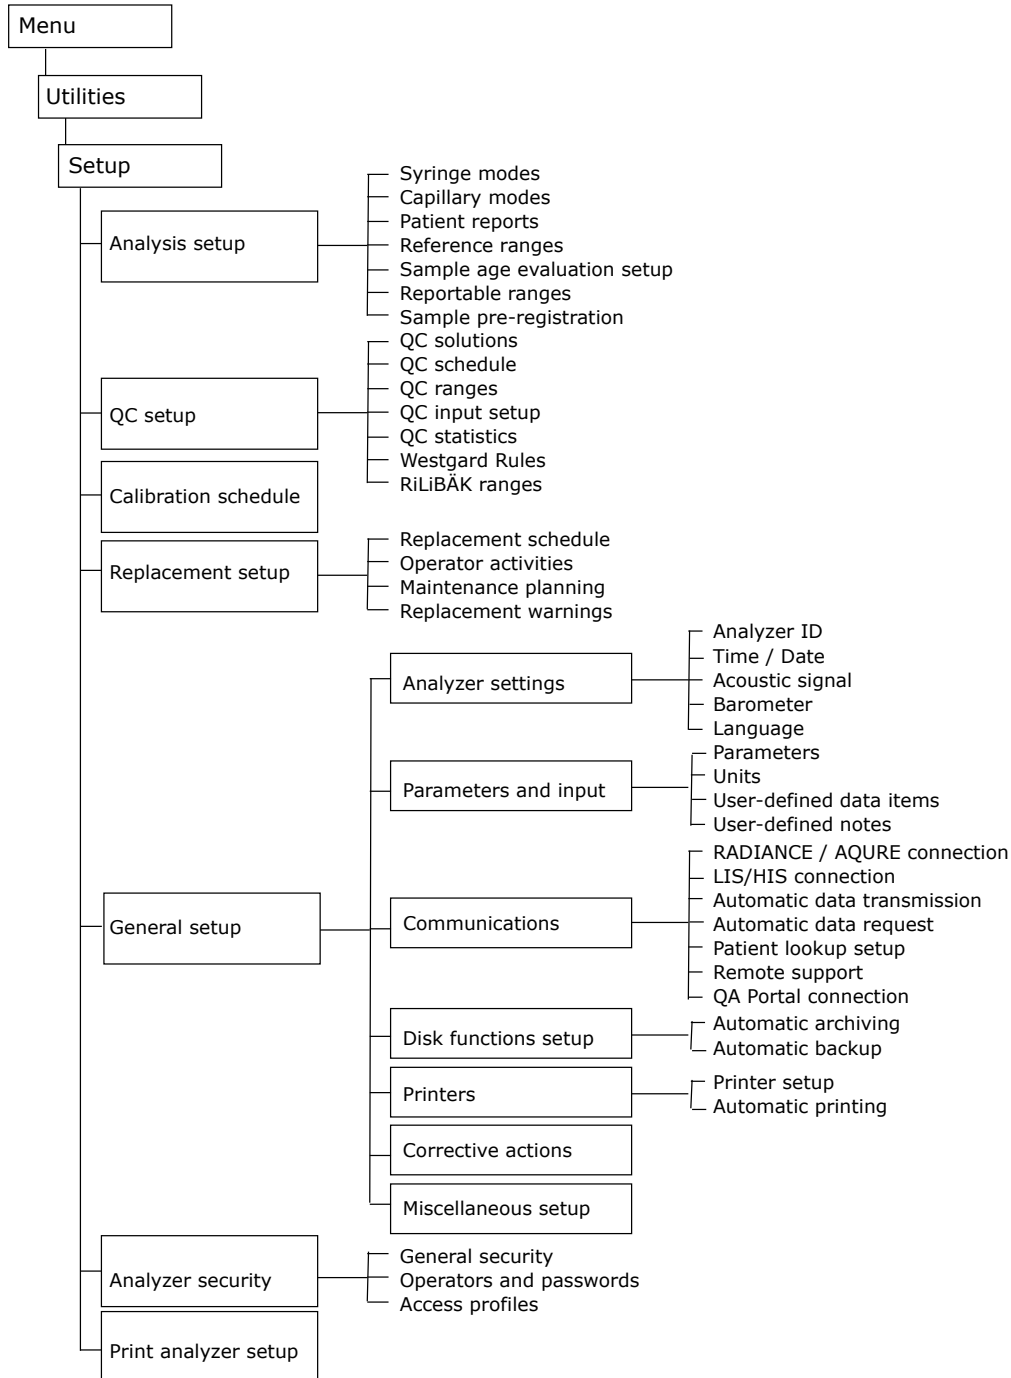 Menu
Utilities
Setup
Analysis setup
Syringe modes
Capillary modes
Patient reports
Reference ranges
Sample age evaluation setup
Reportable ranges
Sample pre-registration
QC setup
QC solutions
QC schedule
QC ranges
QC input setup
QC statistics
Westgard Rules
RiLiBÄK ranges
Calibration schedule
Replacement setup
Replacement schedule
Operator activities
Maintenance planning
Replacement warnings
General setup
Analyzer settings
Analyzer ID
Time / Date
Acoustic signal
Barometer
Language
Parameters and input
Parameters
Units
User-defined data items
User-defined notes
Communications
RADIANCE / AQURE connection
LIS/HIS connection
Automatic data transmission
Automatic data request
Patient lookup setup
Remote support
QA Portal connection
Disk functions setup
Automatic archiving
Automatic backup
Printers
Printer setup
Automatic printing
Corrective actions
Miscellaneous setup
Analyzer security
General security
Operators and passwords
Access profiles
Print analyzer setup